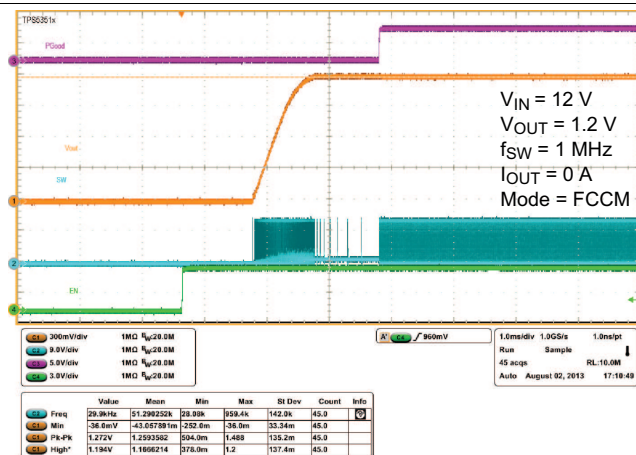 TPS5351x
PGood
3
VIN = 12 V
VOUT = 1.2 V
fSW = 1 MHz
IOUT = 0 A
Mode = FCCM
Vout
SW
1
2
EN
4
C1 300mV/div 1MΩ BW:20.0M
C2 9.0V/div 1MΩ BW:20.0M
C3 5.0V/div 1MΩ BW:20.0M
C4 3.0V/div 1MΩ BW:20.0M
A' C4 960mV
1.0ms/div 1.0GS/s 1.0ns/pt
Run Sample
45 acqs RL:10.0M
Auto August 02, 2013 17:10:49
Value Mean Min Max St Dev Count Info
C2 Freq 29.9kHz 51.290252k 28.08k 959.4k 142.0k 45.0
C1 Min -36.0mV -43.057891m -252.0m -36.0m 33.34m 45.0
C1 Pk-Pk 1.272V 1.2593582 504.0m 1.488 135.2m 45.0
C1 High* 1.194V 1.1666214 378.0m 1.2 137.4m 45.0